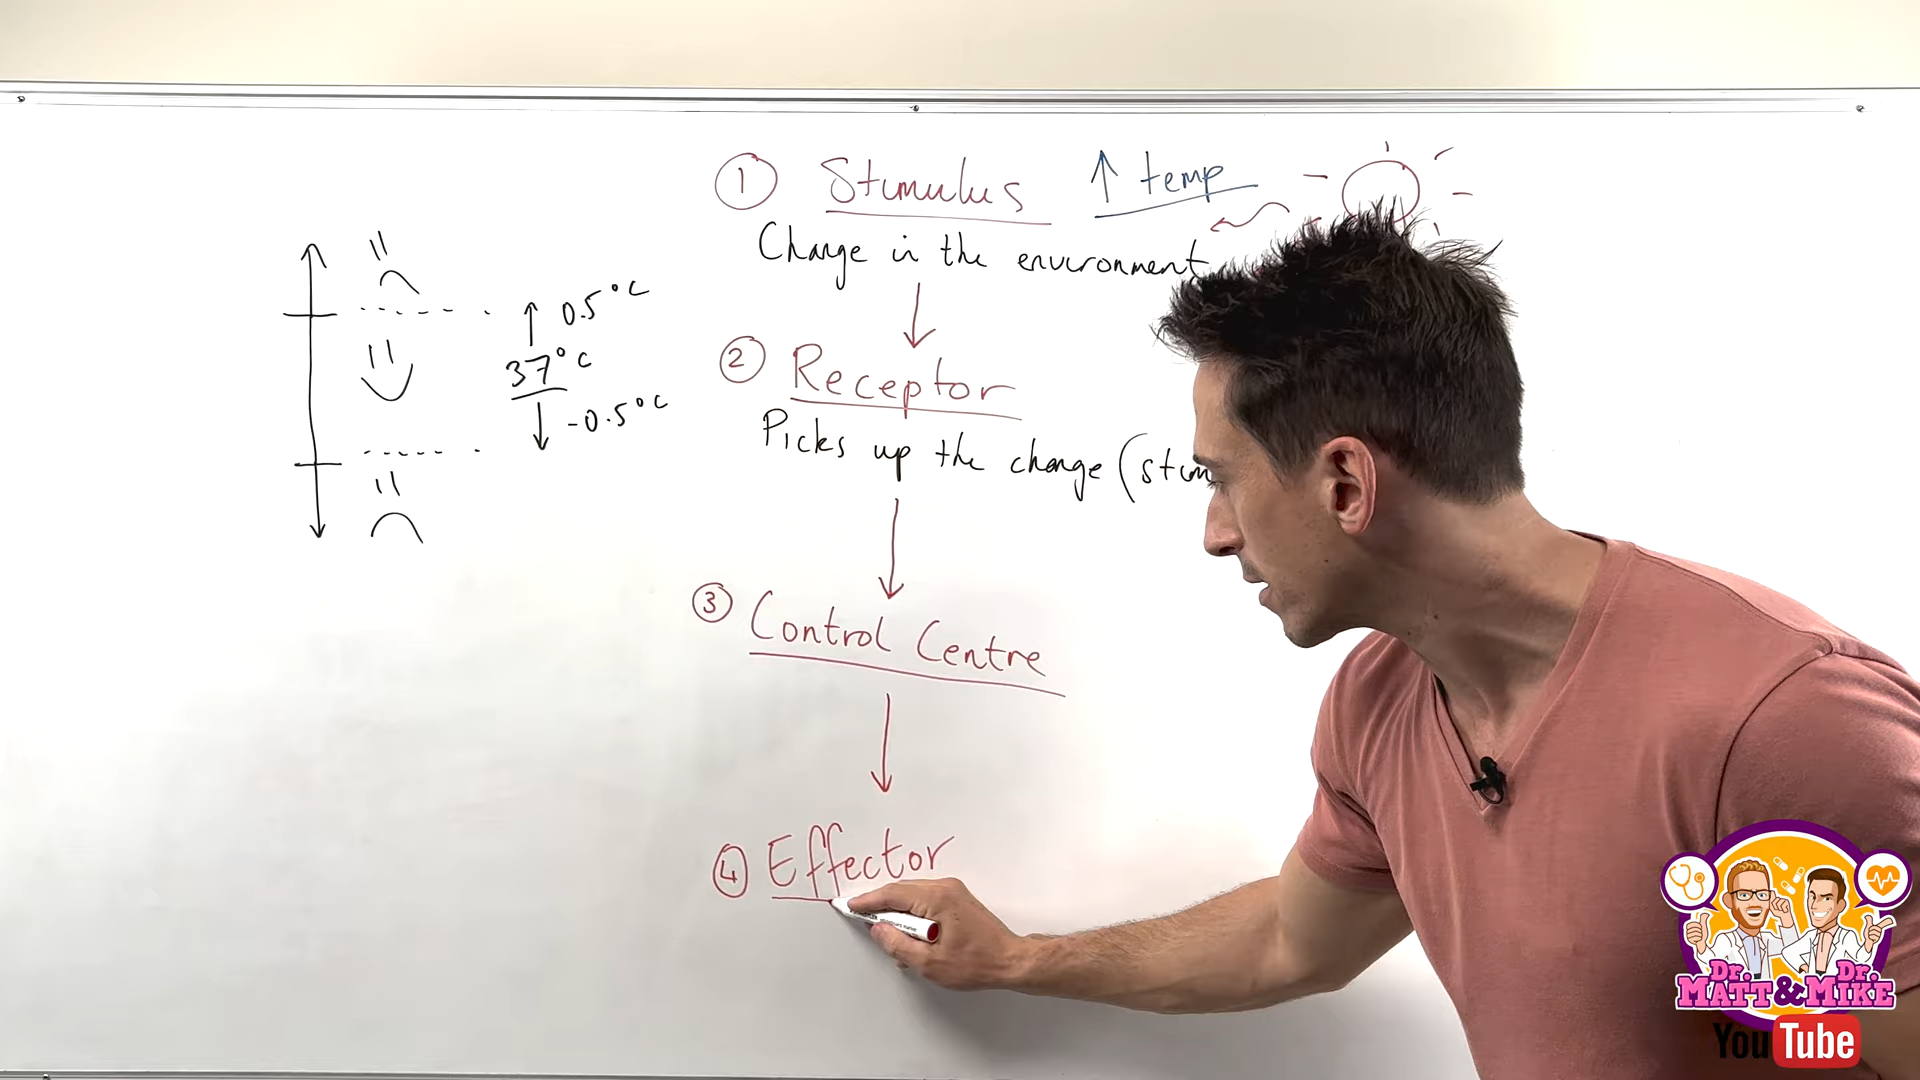 ① Stimulus ↑ temp
Change in the environment
↑ 0.5°C
37°C
↓ -0.5°C
② Receptor
Picks up the change (stim
③ Control Centre
④ Effector
Dr. MATT & Dr. MIKE
YouTube